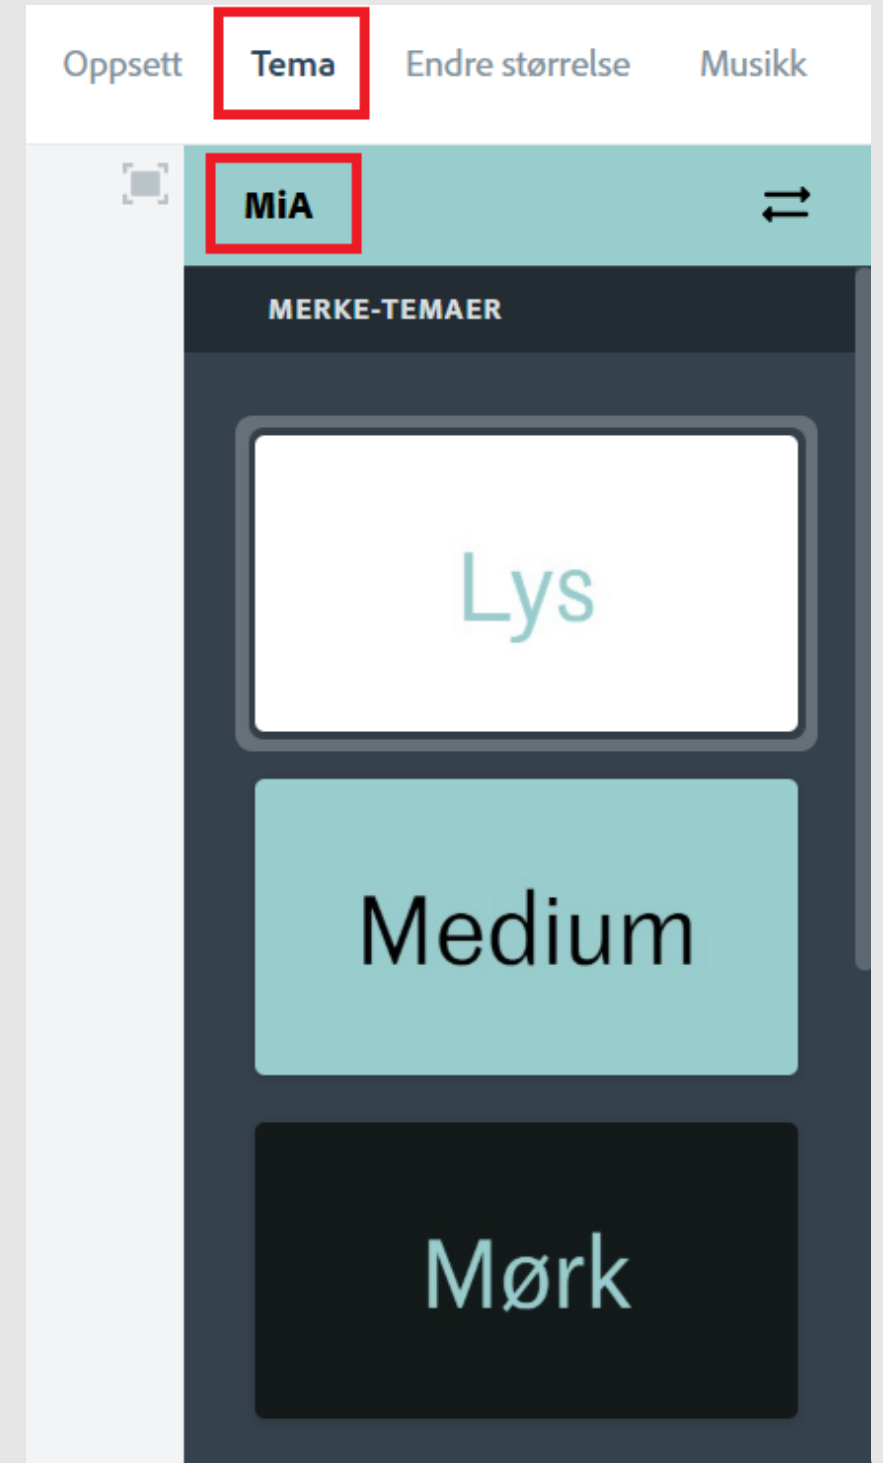 Oppsett Tema Endre størrelse Musikk
MiA
MERKE-TEMAER
Lys
Medium
Mørk